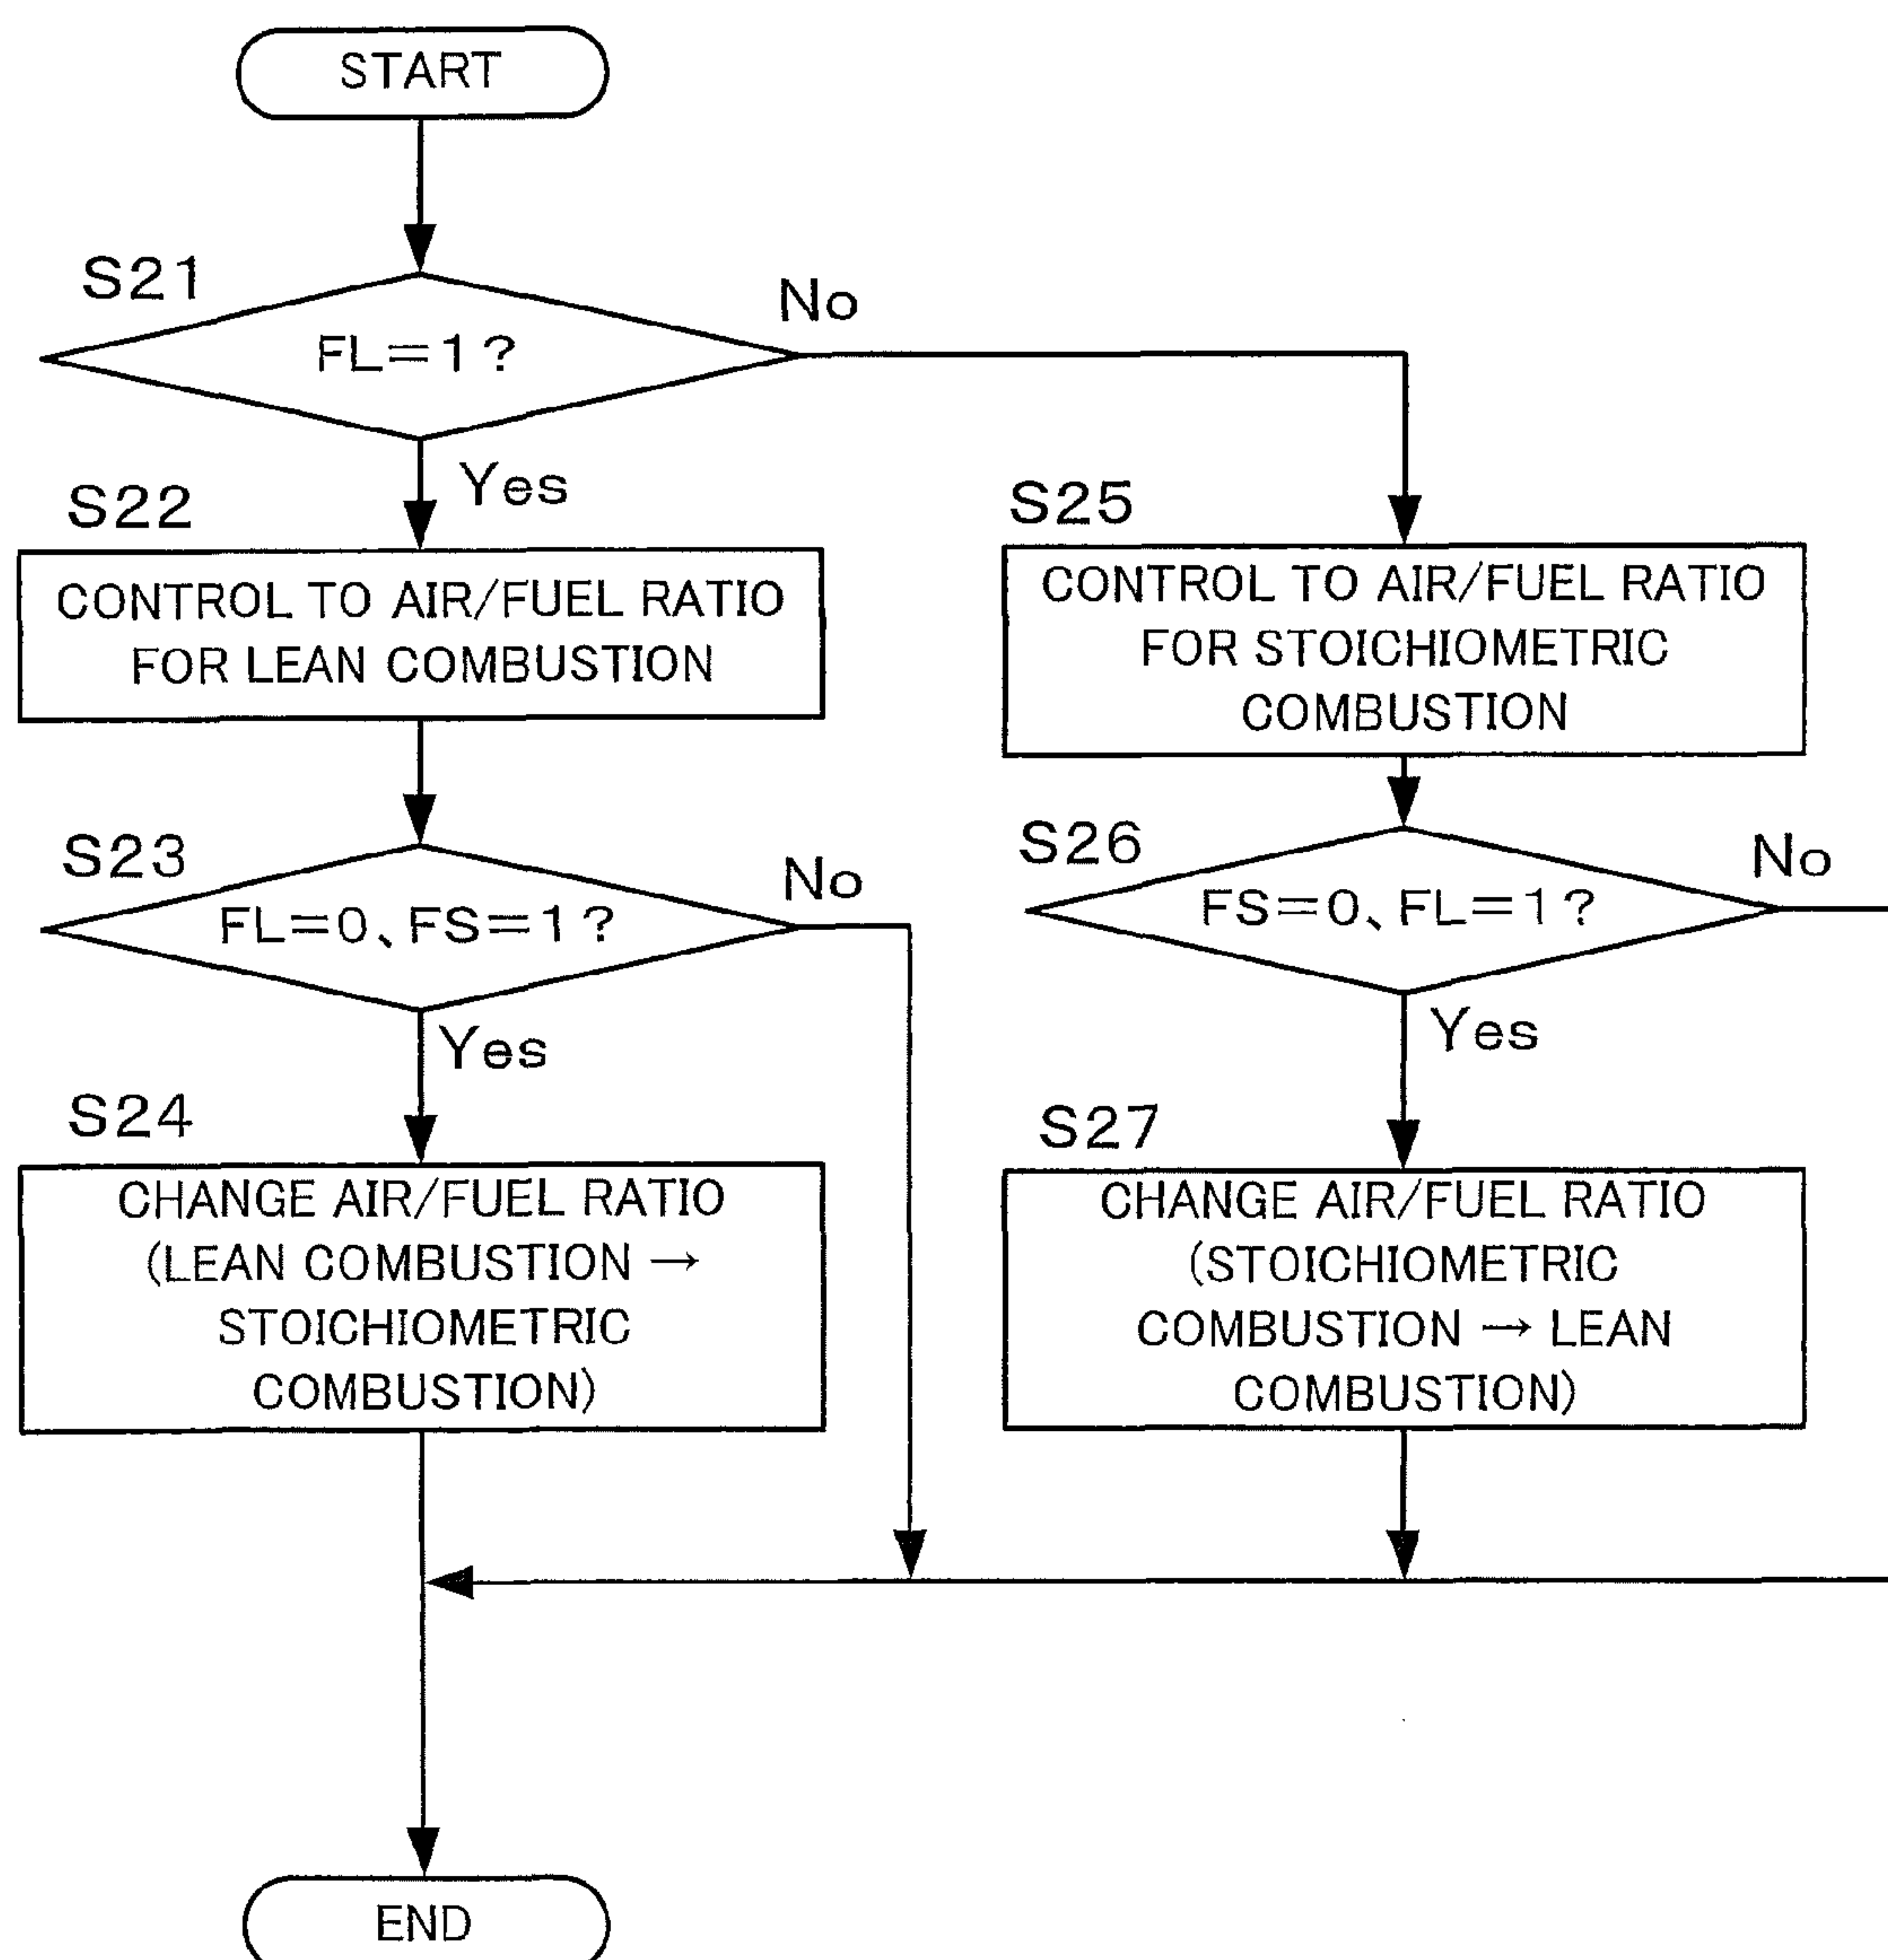 START
S21
FL=1?
No
Yes
S22
CONTROL TO AIR/FUEL RATIO
FOR LEAN COMBUSTION
S23
FL=0、FS=1?
No
Yes
S24
CHANGE AIR/FUEL RATIO
(LEAN COMBUSTION →
STOICHIOMETRIC
COMBUSTION)
S25
CONTROL TO AIR/FUEL RATIO
FOR STOICHIOMETRIC
COMBUSTION
S26
FS=0、FL=1?
No
Yes
S27
CHANGE AIR/FUEL RATIO
(STOICHIOMETRIC
COMBUSTION → LEAN
COMBUSTION)
END